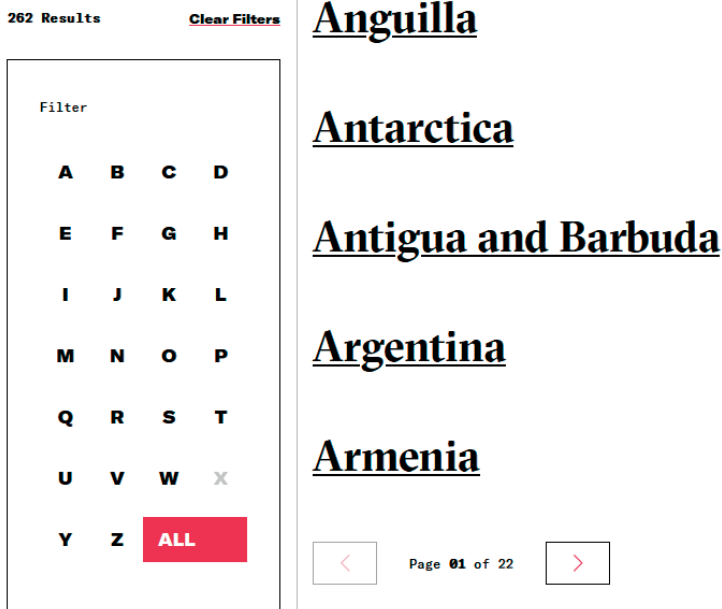 262 Results
Clear Filters
Filter
A B C D
E F G H
I J K L
M N O P
Q R S T
U V W X
Y Z ALL
Anguilla
Antarctica
Antigua and Barbuda
Argentina
Armenia
Page 01 of 22